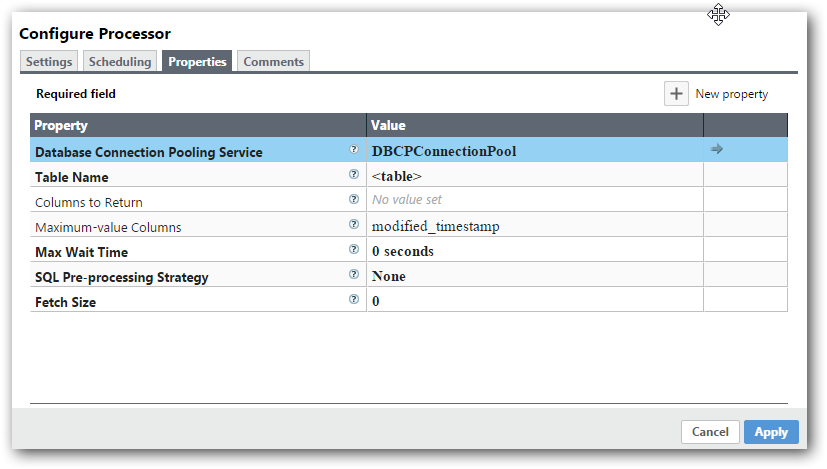 Configure Processor
Settings Scheduling Properties Comments
Required field + New property
Property Value
Database Connection Pooling Service ? DBCPConnectionPool
Table Name ? <table>
Columns to Return ? No value set
Maximum-value Columns ? modified_timestamp
Max Wait Time ? 0 seconds
SQL Pre-processing Strategy ? None
Fetch Size ? 0
Cancel Apply